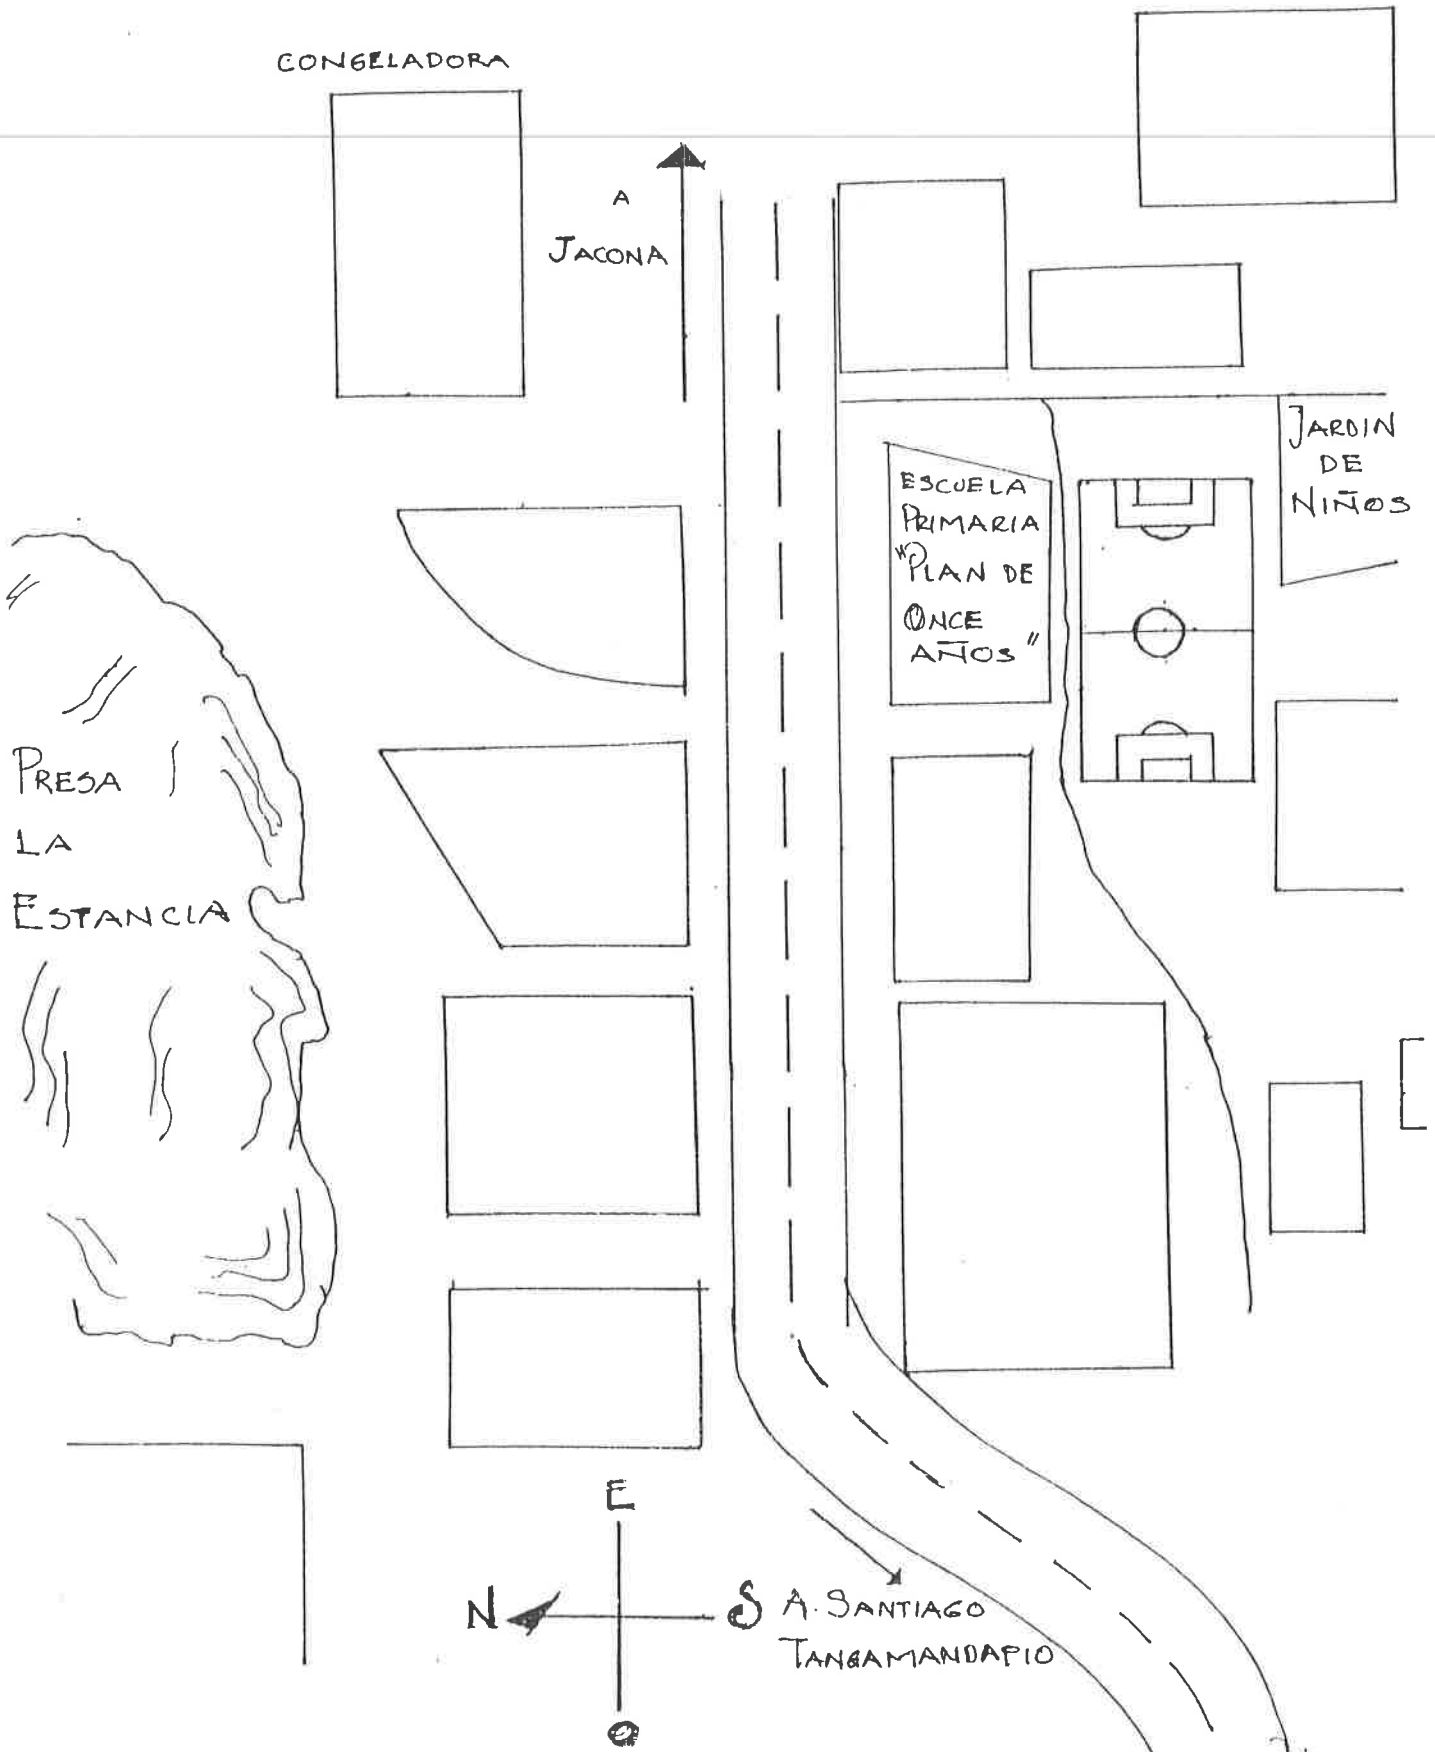 CONGELADORA
A
JACONA
JARDIN
DE
NIÑOS
ESCUELA
PRIMARIA
"PLAN DE
ONCE
AÑOS"
PRESA
LA
ESTANCIA
E
N
S
A. SANTIAGO
TANGAMANDAPIO
O